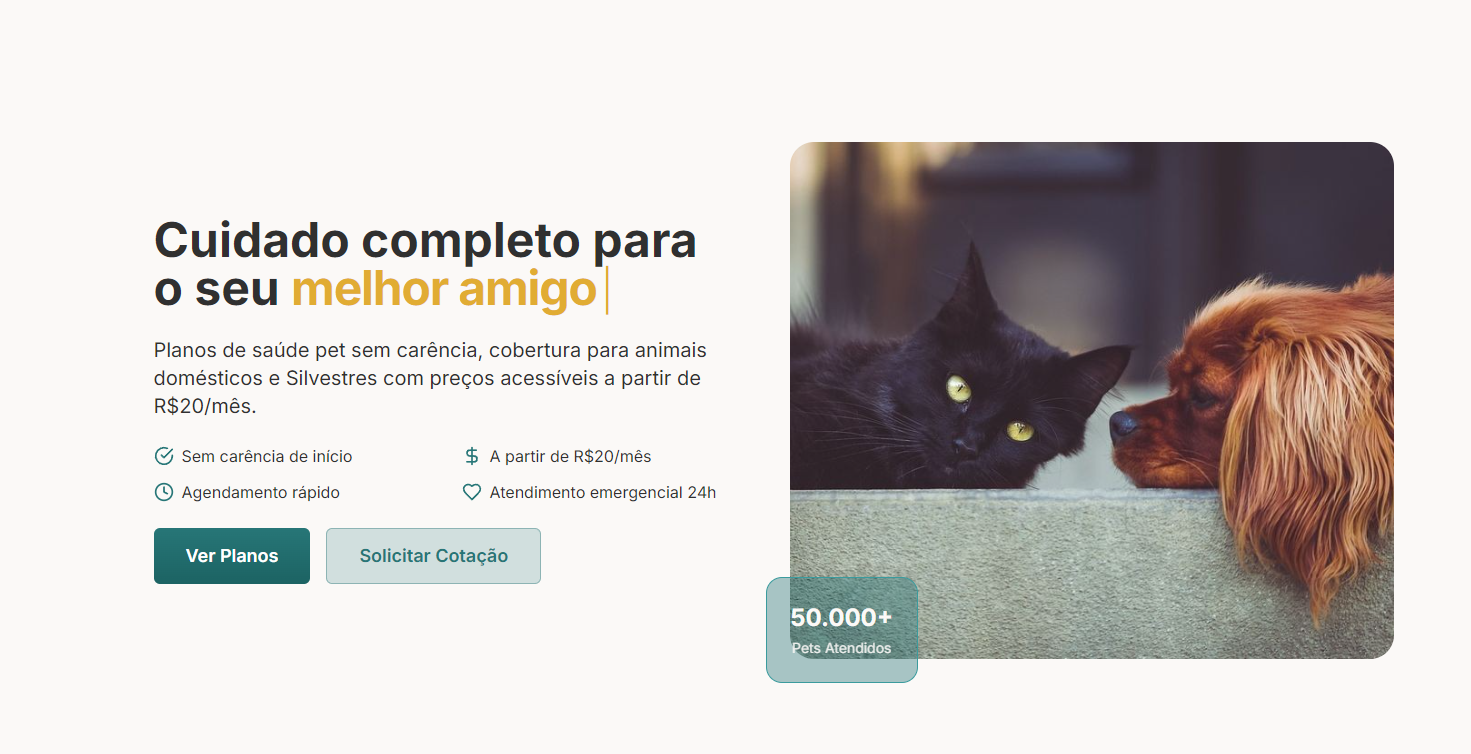 Cuidado completo para
o seu melhor amigo
Planos de saúde pet sem carência, cobertura para animais
domésticos e Silvestres com preços acessíveis a partir de
R$20/mês.
Sem carência de início
A partir de R$20/mês
Agendamento rápido
Atendimento emergencial 24h
Ver Planos
Solicitar Cotação
50.000+
Pets Atendidos